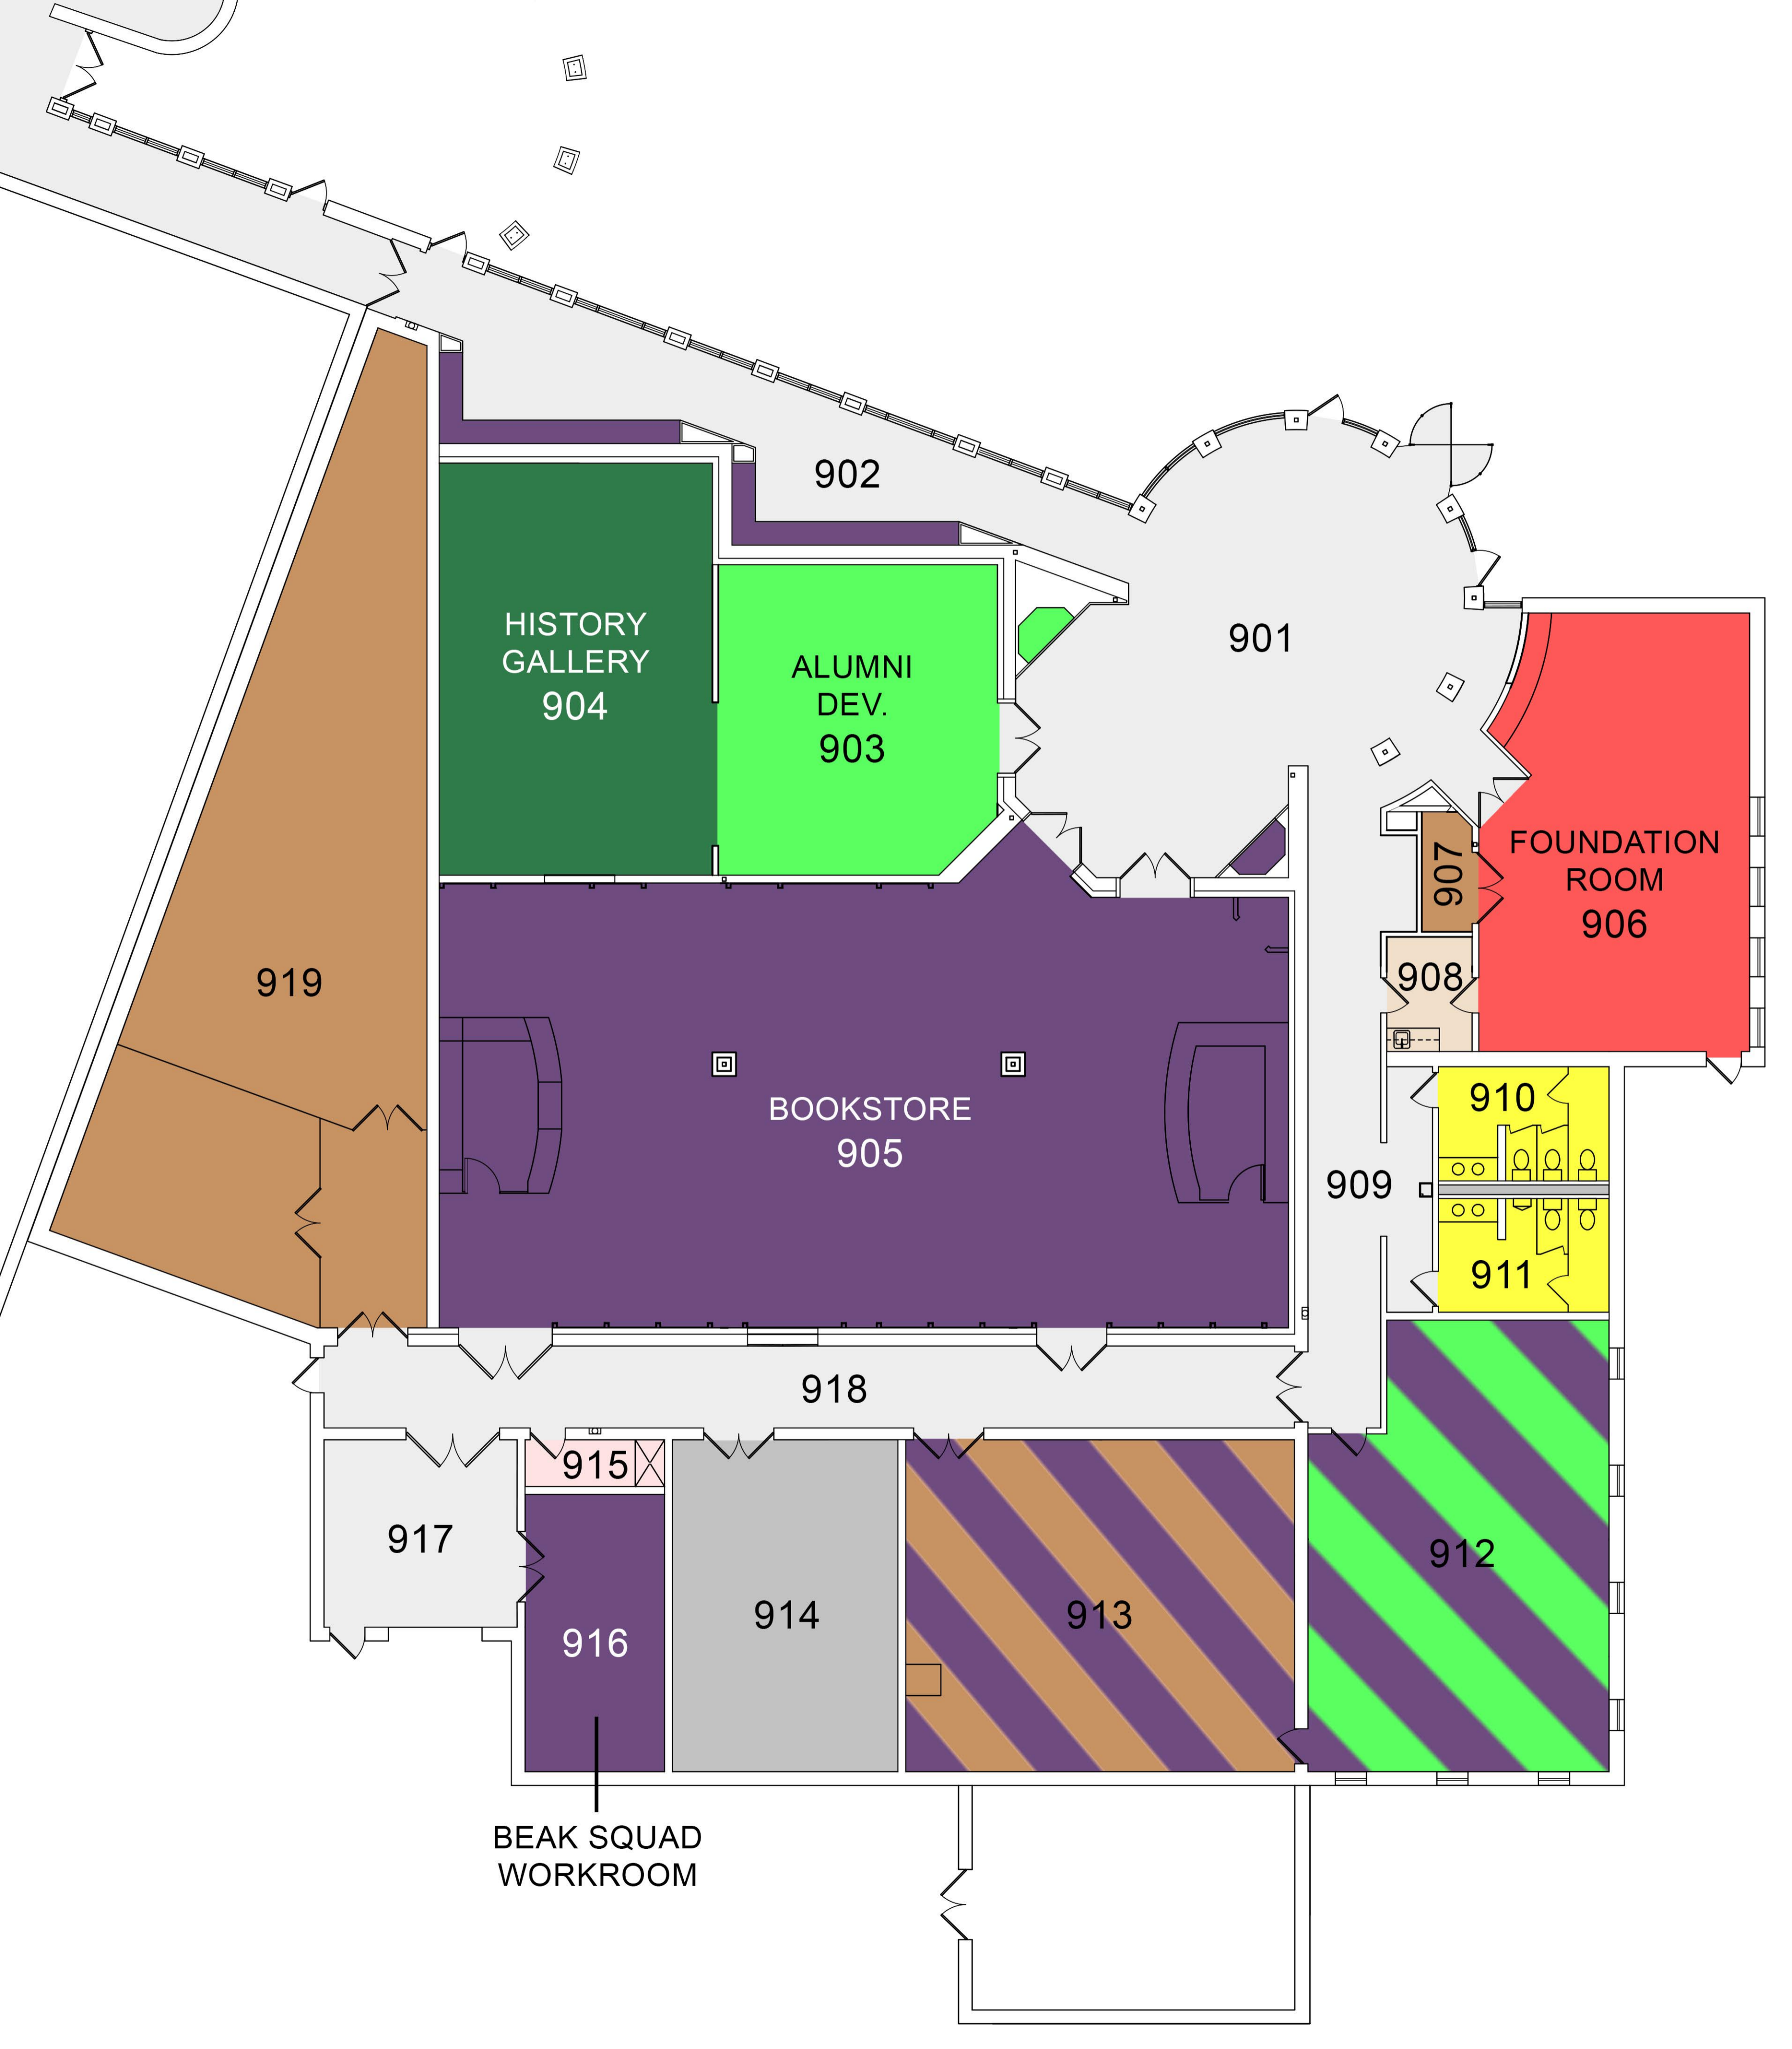 902
901
HISTORY
GALLERY
904
ALUMNI
DEV.
903
FOUNDATION
ROOM
906
907
908
919
BOOKSTORE
905
910
909
911
918
915
917
916
914
913
912
BEAK SQUAD
WORKROOM